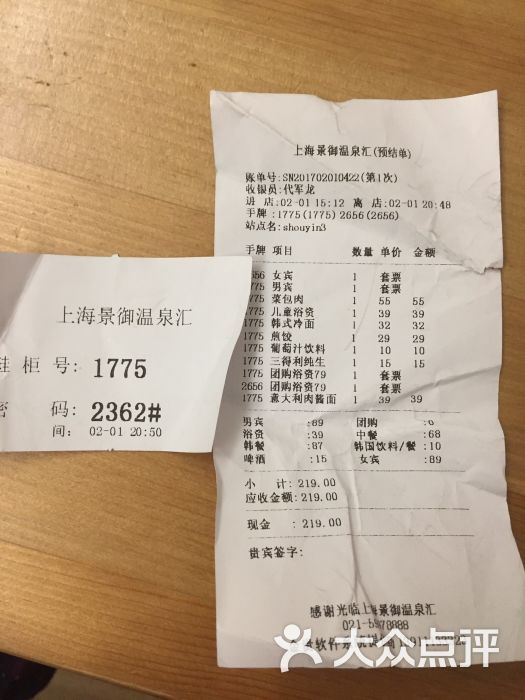 上海景御温泉汇(预结单)
账单号:SN201702010422(第1次)
收银员:代军龙
进 店:02-01 15:12 离 店:02-01 20:48
手牌:1775(1775) 2656(2656)
站点名:shouyin3
手牌 项目 数量 单价 金额
2656 女宾 1 套票
1775 男宾 1 套票
1775 菜包肉 1 55 55
1775 儿童浴资 1 39 39
1775 韩式冷面 1 32 32
1775 煎饺 1 29 29
1775 葡萄汁饮料 1 10 10
1775 三得利纯生 1 15 15
1775 团购浴资79 1 套票
2656 团购浴资79 1 套票
1775 意大利肉酱面 1 39 39
男宾 :89 团购 :0
浴资 :39 中餐 :68
韩餐 :87 韩国饮料/餐 :10
啤酒 :15 女宾 :89
小 计:219.00
应收金额:219.00
现金 :219.00
贵宾签字:
感谢光临上海景御温泉汇
021-5978888
软件系统
上海景御温泉汇
鞋柜号:1775
密 码:2362#
间: 02-01 20:50
大众点评